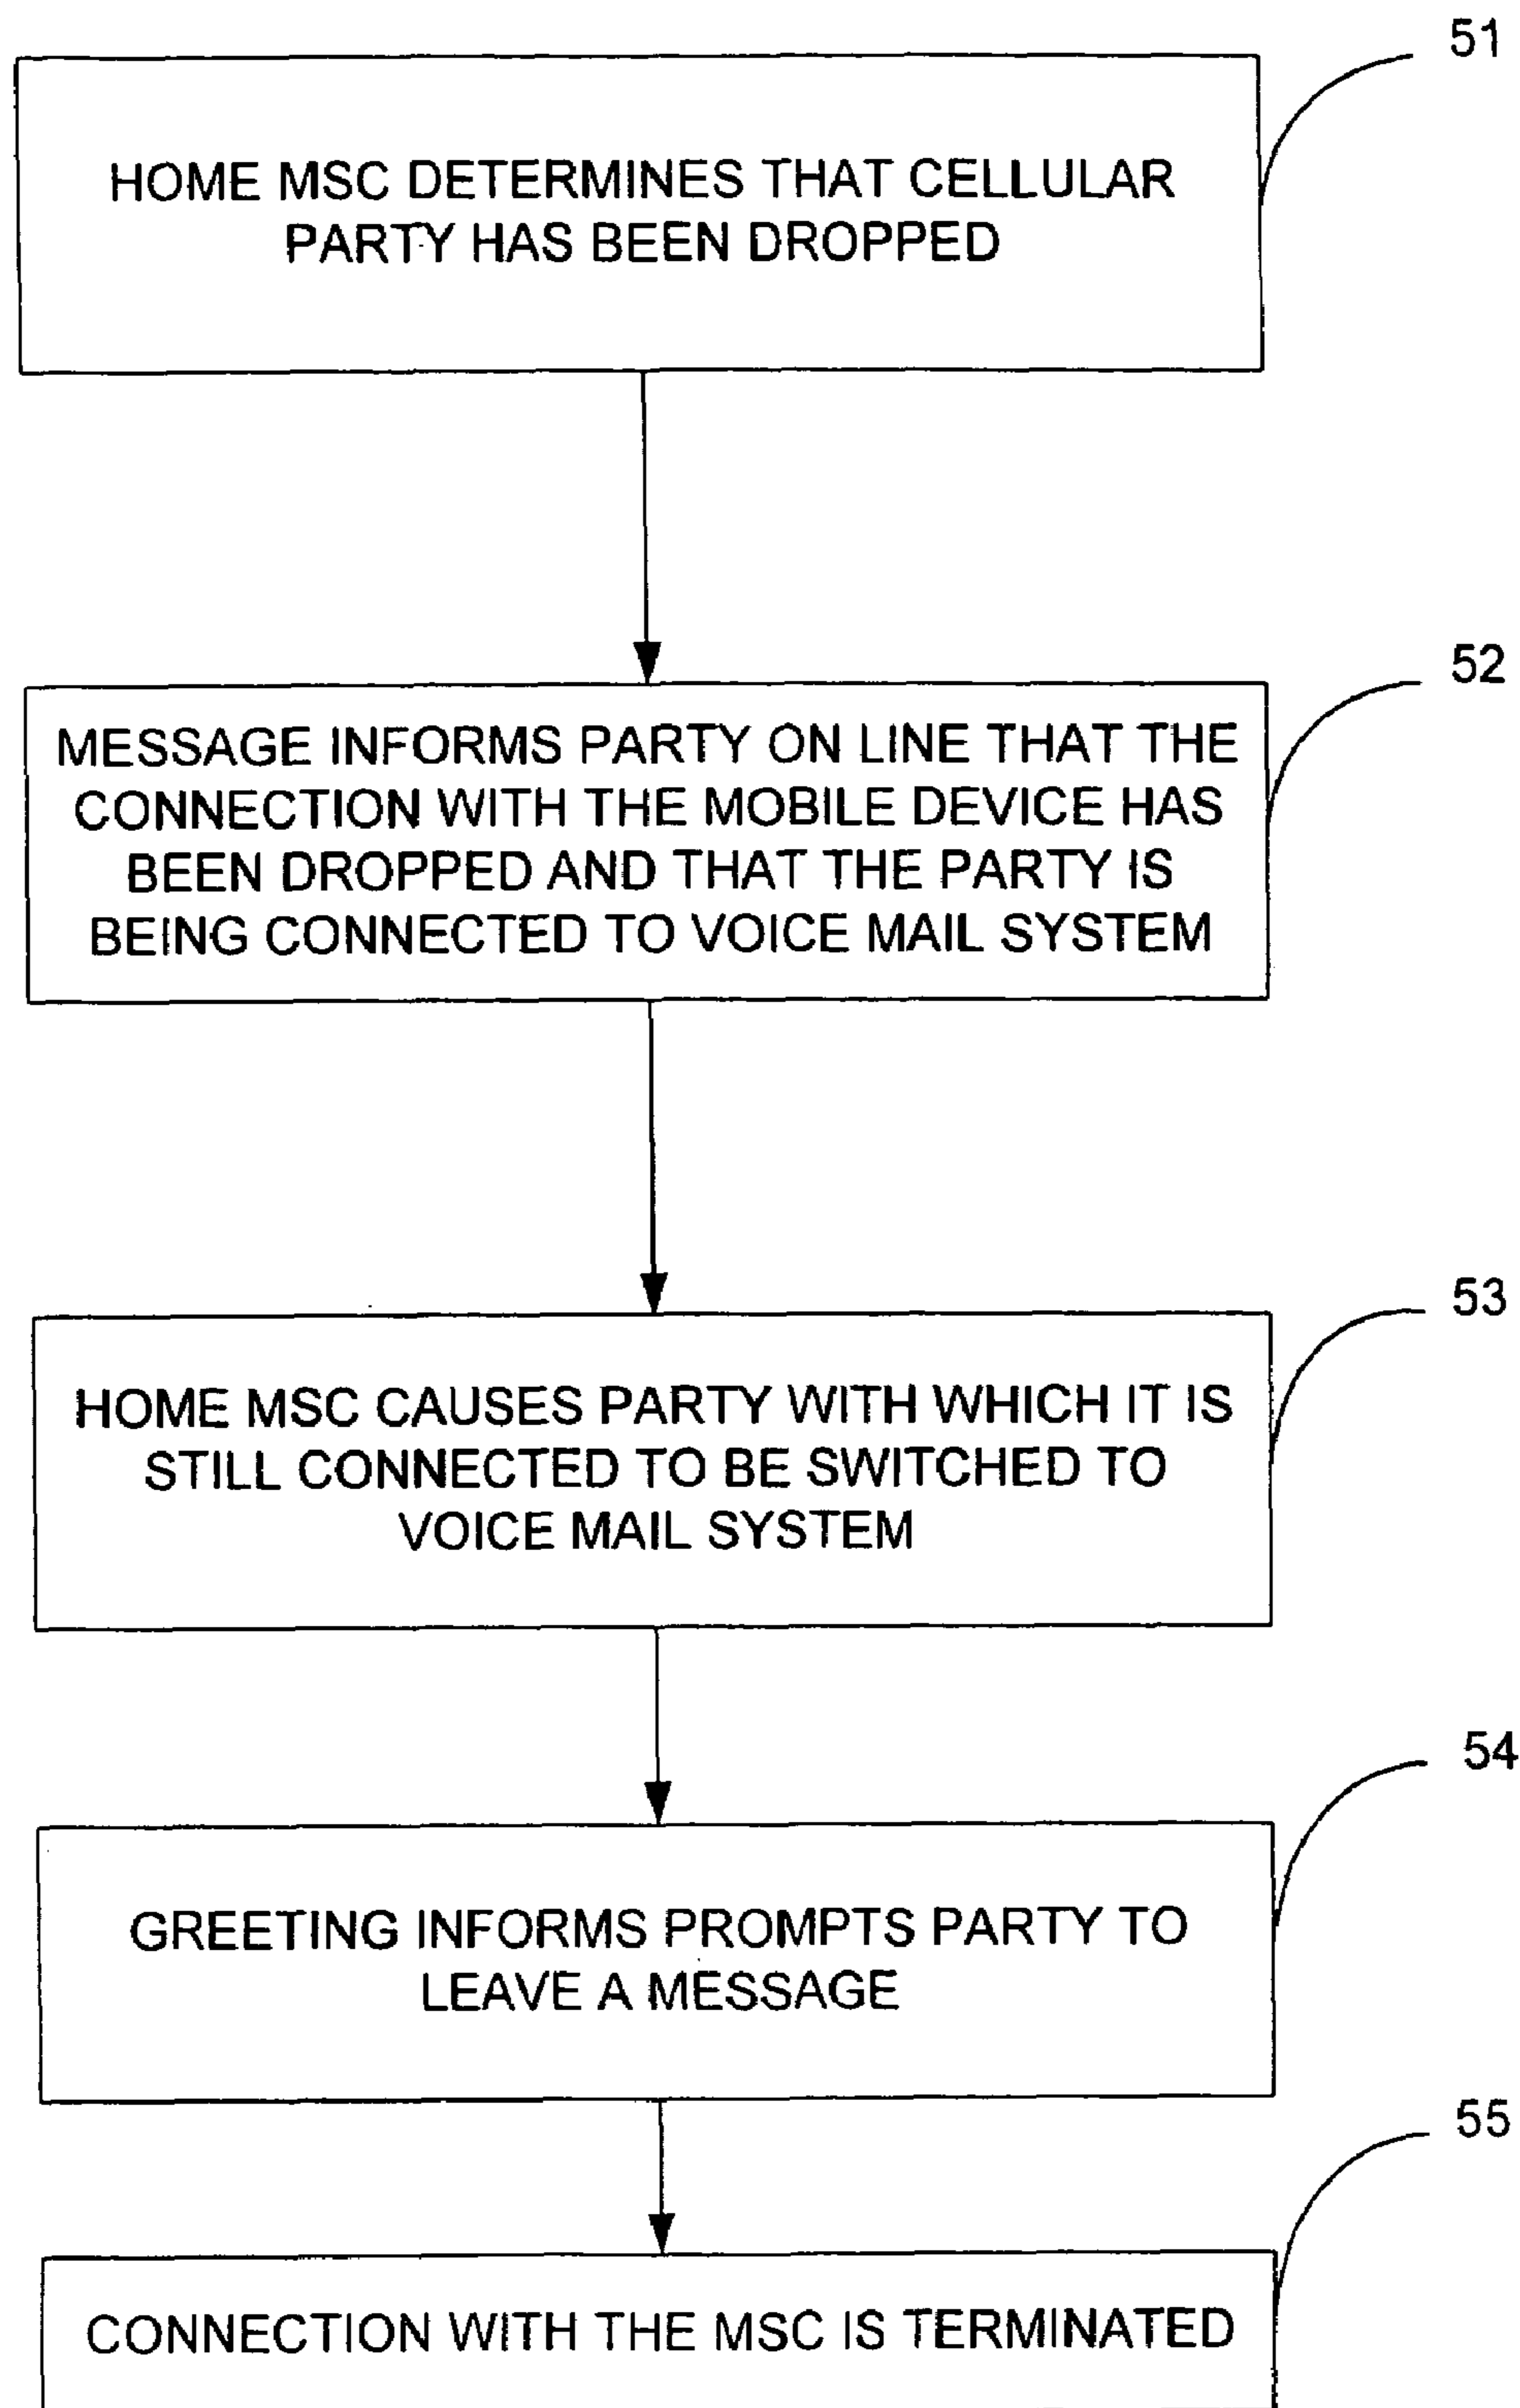 51
HOME MSC DETERMINES THAT CELLULAR
PARTY HAS BEEN DROPPED
52
MESSAGE INFORMS PARTY ON LINE THAT THE
CONNECTION WITH THE MOBILE DEVICE HAS
BEEN DROPPED AND THAT THE PARTY IS
BEING CONNECTED TO VOICE MAIL SYSTEM
53
HOME MSC CAUSES PARTY WITH WHICH IT IS
STILL CONNECTED TO BE SWITCHED TO
VOICE MAIL SYSTEM
54
GREETING INFORMS PROMPTS PARTY TO
LEAVE A MESSAGE
55
CONNECTION WITH THE MSC IS TERMINATED